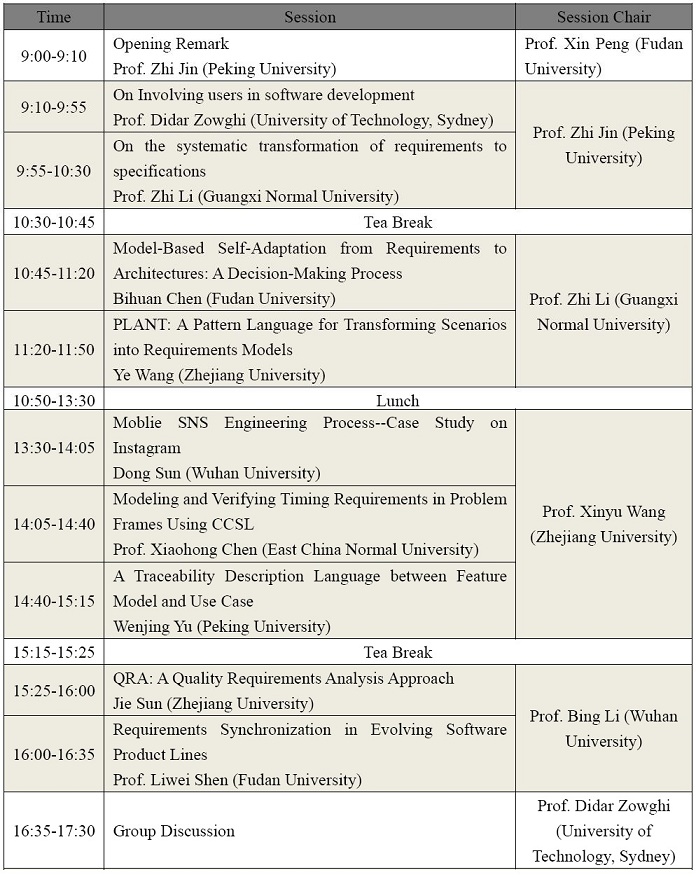 Time Session Session Chair
9:00-9:10
Opening Remark
Prof. Zhi Jin (Peking University)
Prof. Xin Peng (Fudan
University)
9:10-9:55
On Involving users in software development
Prof. Didar Zowghi (University of Technology, Sydney)
Prof. Zhi Jin (Peking
University)
9:55-10:30
On the systematic transformation of requirements to
specifications
Prof. Zhi Li (Guangxi Normal University)
10:30-10:45 Tea Break
10:45-11:20
Model-Based Self-Adaptation from Requirements to
Architectures: A Decision-Making Process
Bihuan Chen (Fudan University)
Prof. Zhi Li (Guangxi
Normal University)
11:20-11:50
PLANT: A Pattern Language for Transforming Scenarios
into Requirements Models
Ye Wang (Zhejiang University)
10:50-13:30 Lunch
13:30-14:05
Moblie SNS Engineering Process--Case Study on
Instagram
Dong Sun (Wuhan University)
Prof. Xinyu Wang
(Zhejiang University)
14:05-14:40
Modeling and Verifying Timing Requirements in Problem
Frames Using CCSL
Prof. Xiaohong Chen (East China Normal University)
14:40-15:15
A Traceability Description Language between Feature
Model and Use Case
Wenjing Yu (Peking University)
15:15-15:25 Tea Break
15:25-16:00
QRA: A Quality Requirements Analysis Approach
Jie Sun (Zhejiang University)
Prof. Bing Li (Wuhan
University)
16:00-16:35
Requirements Synchronization in Evolving Software
Product Lines
Prof. Liwei Shen (Fudan University)
16:35-17:30
Group Discussion
Prof. Didar Zowghi
(University of
Technology, Sydney)